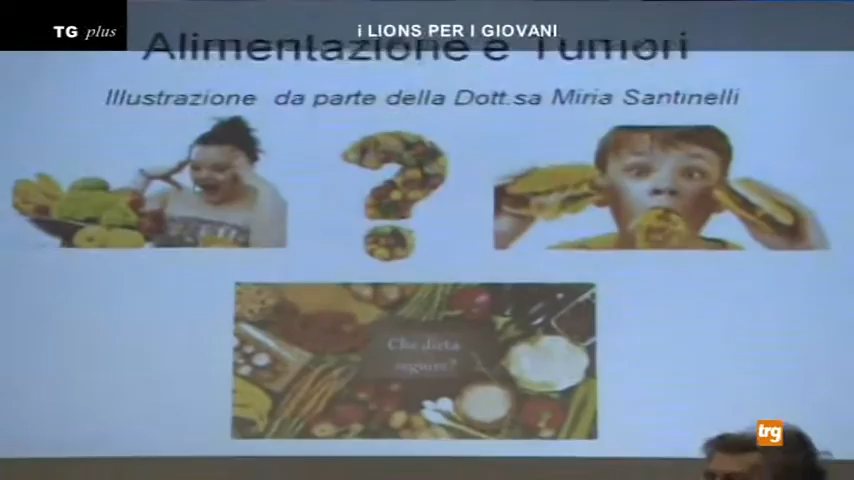 TG plus
i LIONS PER I GIOVANI
Alimentazione e Tumori
Illustrazione da parte della Dott.sa Miria Santinelli
Che dieta
seguire?
trg